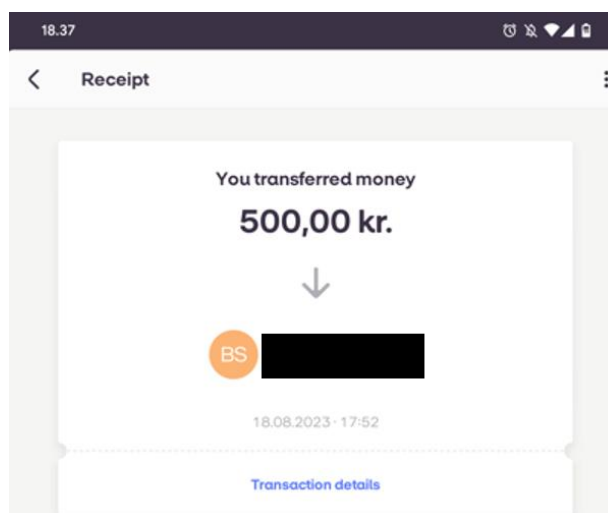 18.37
Receipt
You transferred money
500,00 kr.
BS
18.08.2023 · 17:52
Transaction details